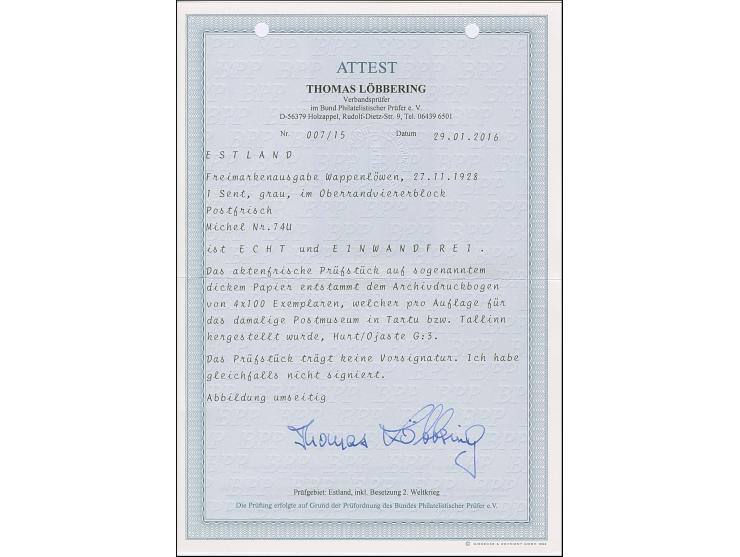 ATTEST
THOMAS LÖBBERING
Verbandsprüfer
im Bund Philatelistischer Prüfer e. V.
D-56379 Holzappel, Rudolf-Dietz-Str. 9, Tel. 06439 6501
Nr. 007/15 Datum 29.01.2016
E S T L A N D
Freimarkenausgabe Wappenlöwen, 27.11.1928
1 Sent, grau, im Oberrandviererblock
Postfrisch
Michel Nr.74U
ist E C H T und E I N W A N D F R E I .
Das aktenfrische Prüfstück auf sogenanntem
dickem Papier entstammt dem Archivdruckbogen
von 4x100 Exemplaren, welcher pro Auflage für
das damalige Postmuseum in Tartu bzw. Tallinn
hergestellt wurde, Hurt/Ojaste G:3.
Das Prüfstück trägt keine Vorsignatur. Ich habe
gleichfalls nicht signiert.
Abbildung umseitig
Thomas Löbbering
Prüfgebiet: Estland, inkl. Besetzung 2. Weltkrieg
Die Prüfung erfolgte auf Grund der Prüfordnung des Bundes Philatelistischer Prüfer e.V.